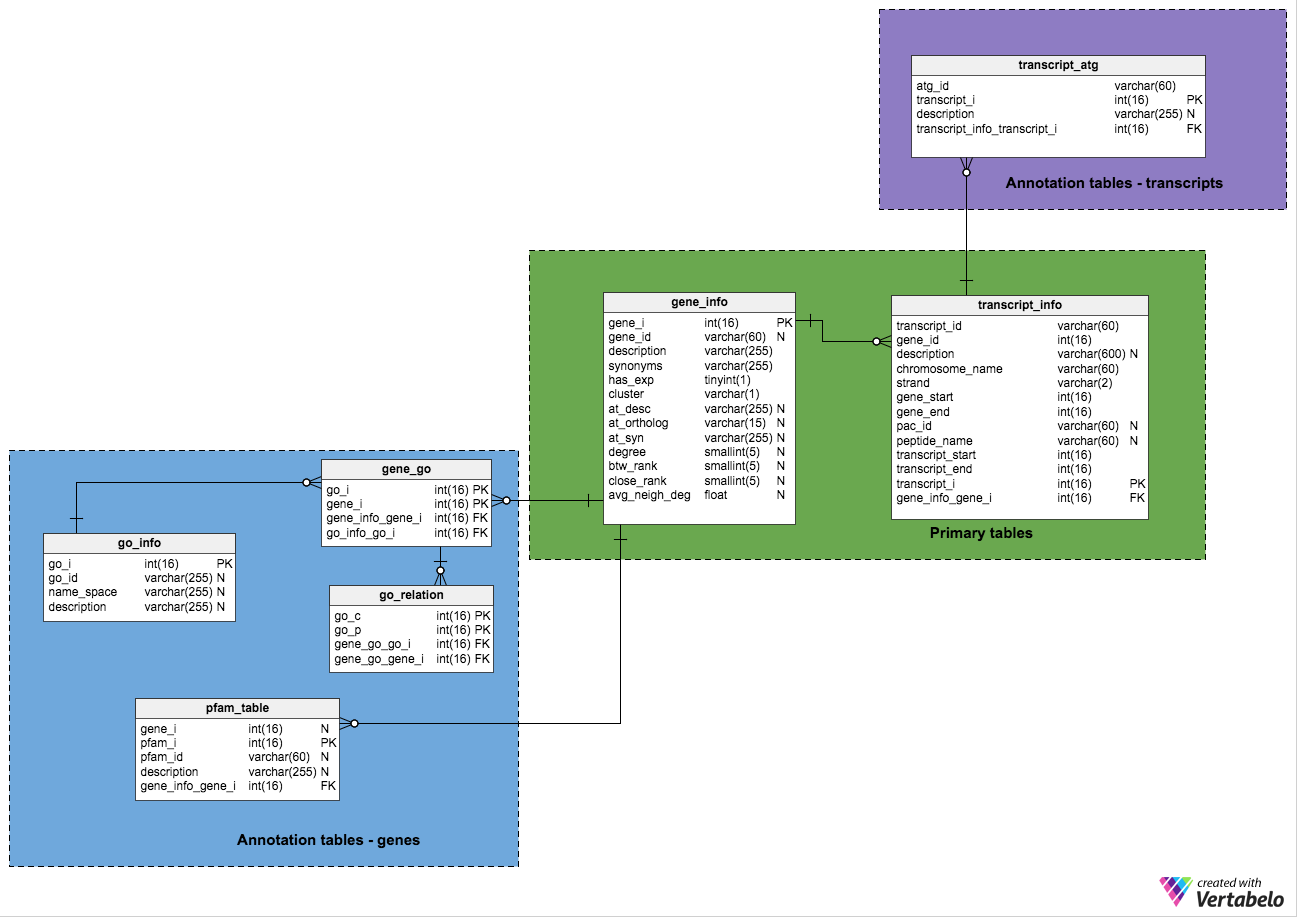 transcript_atg
atg_id varchar(60)
transcript_i int(16) PK
description varchar(255) N
transcript_info_transcript_i int(16) FK
Annotation tables - transcripts
gene_info
gene_i int(16) PK
gene_id varchar(60) N
description varchar(255)
synonyms varchar(255)
has_exp tinyint(1)
cluster varchar(1)
at_desc varchar(255) N
at_ortholog varchar(15) N
at_syn varchar(255) N
degree smallint(5) N
btw_rank smallint(5) N
close_rank smallint(5) N
avg_neigh_deg float N
transcript_info
transcript_id varchar(60)
gene_id int(16)
description varchar(600) N
chromosome_name varchar(60)
strand varchar(2)
gene_start int(16)
gene_end int(16)
pac_id varchar(60) N
peptide_name varchar(60) N
transcript_start int(16)
transcript_end int(16)
transcript_i int(16) PK
gene_info_gene_i int(16) FK
Primary tables
gene_go
go_i int(16) PK
gene_i int(16) PK
gene_info_gene_i int(16) FK
go_info_go_i int(16) FK
go_info
go_i int(16) PK
go_id varchar(255) N
name_space varchar(255) N
description varchar(255) N
go_relation
go_c int(16) PK
go_p int(16) PK
gene_go_go_i int(16) FK
gene_go_gene_i int(16) FK
pfam_table
gene_i int(16) N
pfam_i int(16) PK
pfam_id varchar(60) N
description varchar(255) N
gene_info_gene_i int(16) FK
Annotation tables - genes
created with
Vertabelo